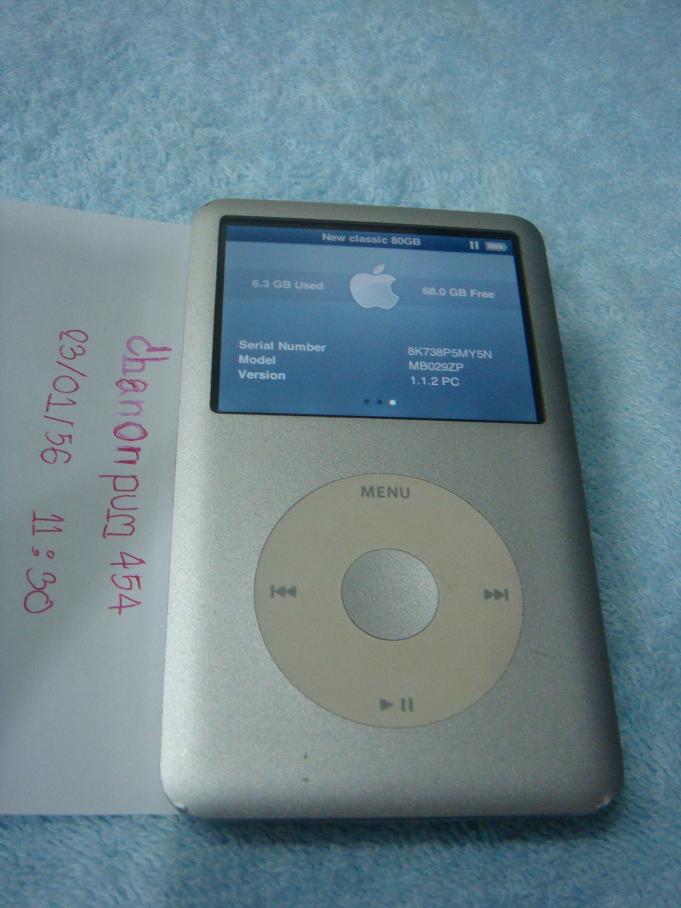 New classic 80GB
6.3 GB Used
68.0 GB Free
Serial Number 8K738P5MY5N
Model MB029ZP
Version 1.1.2 PC
MENU
dhanonpum 454
23/01/56 11:30